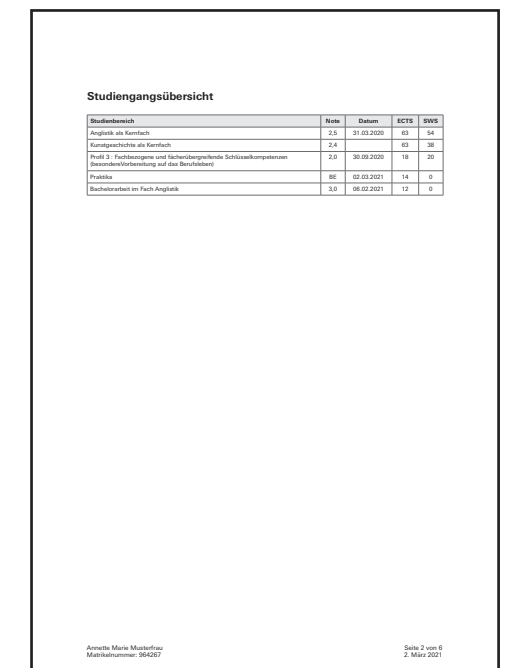 Studiengangsübersicht
Studienbereich Note Datum ECTS SWS
Anglistik als Kernfach 2,5 31.03.2020 63 54
Kunstgeschichte als Kernfach 2,4 63 38
Profil 3 : Fachbezogene und fächerübergreifende Schlüsselkompetenzen 2,0 30.09.2020 18 20
(besondereVorbereitung auf das Berufsleben)
Praktika BE 02.03.2021 14 0
Bachelorarbeit im Fach Anglistik 3,0 06.02.2021 12 0
Annette Marie Musterfrau Seite 2 von 6
Matrikelnummer: 964267 2. März 2021